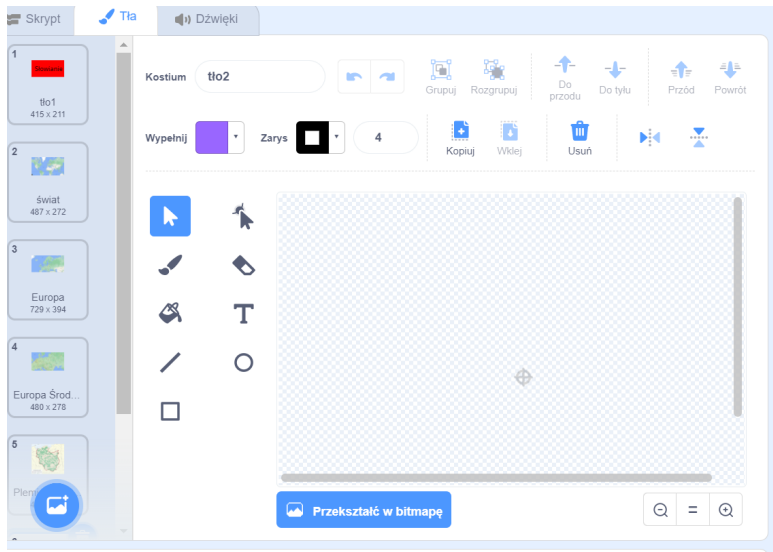 Skrypt
Tła
Dźwięki
1
tło1
415 x 211
2
świat
487 x 272
3
Europa
729 x 394
4
Europa Środ...
480 x 278
5
Kostium
tło2
Grupuj
Rozgrupuj
Do
przodu
Do tyłu
Przód
Powrót
Wypełnij
Zarys
4
Kopiuj
Wklej
Usuń
T
Przekształć w bitmapę